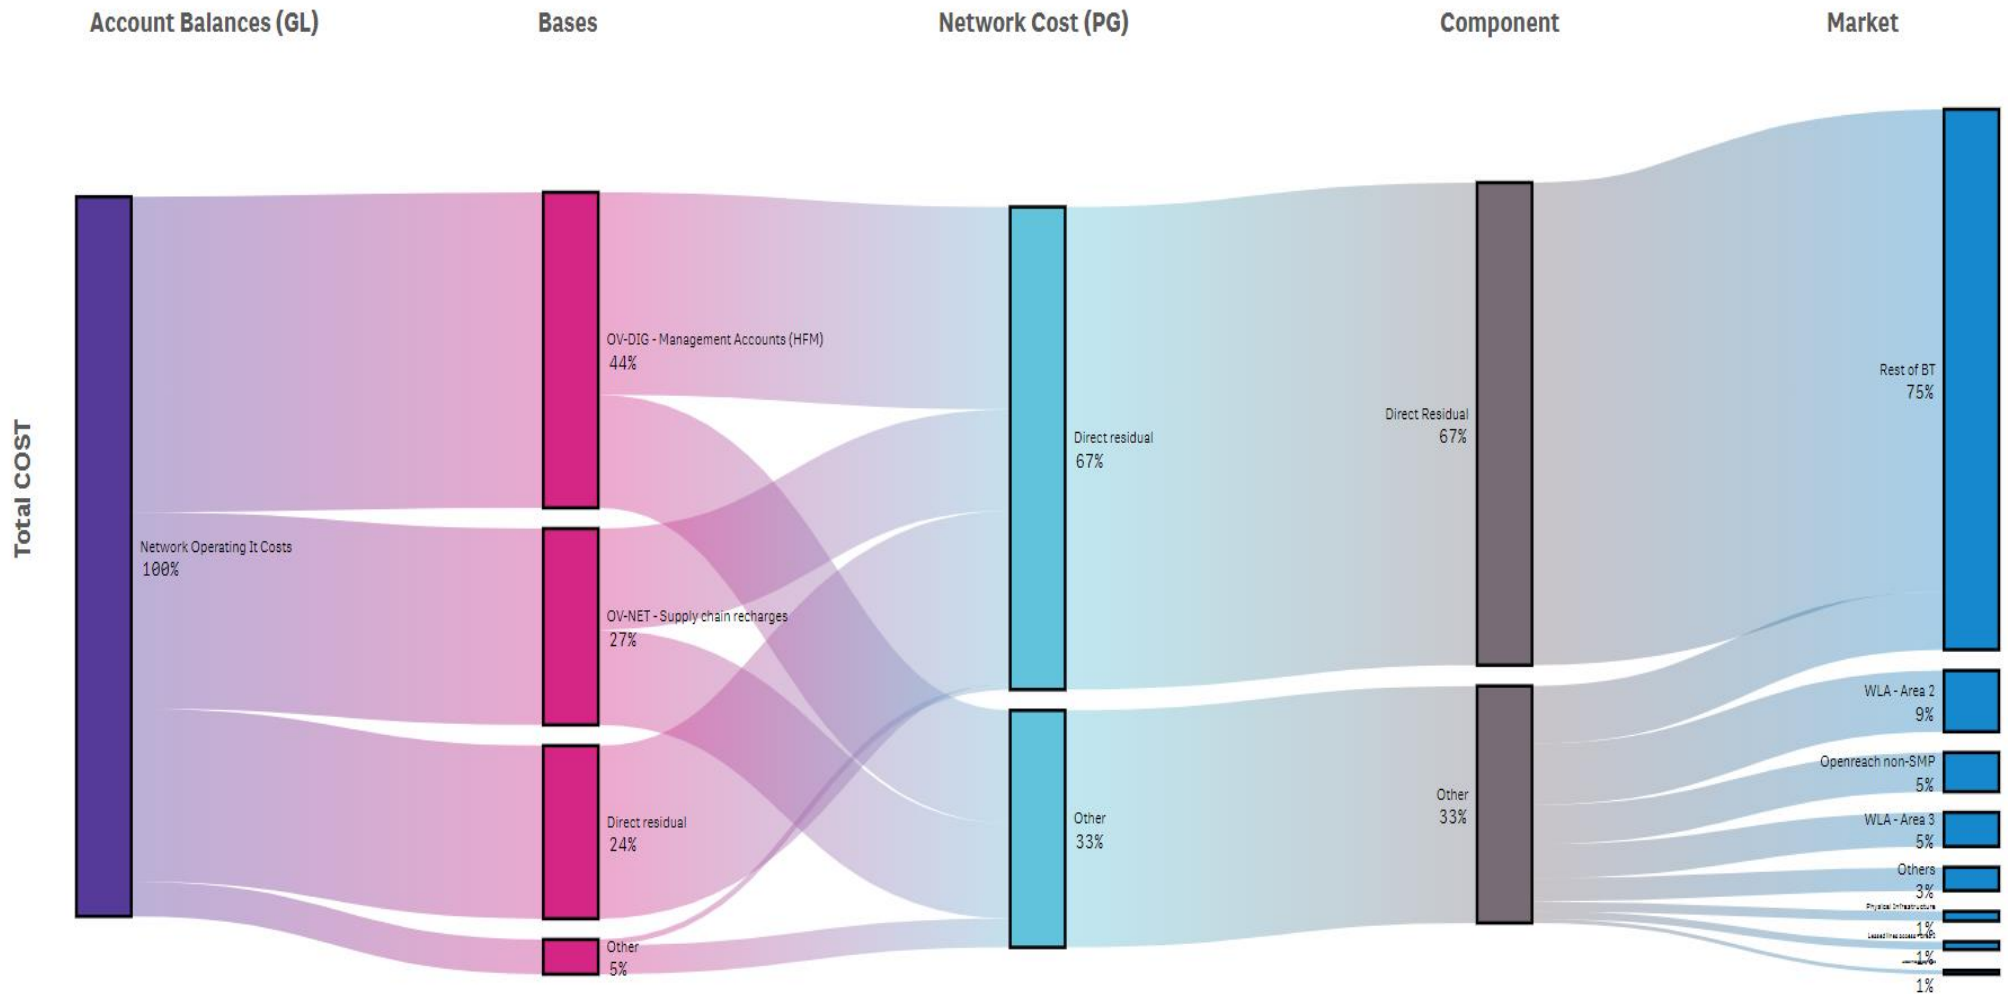 Account Balances (GL)
Bases
Network Cost (PG)
Component
Market
Total COST
Network Operating It Costs
100%
OV-DIG - Management Accounts (HFM)
44%
OV-NET - Supply chain recharges
27%
Direct residual
24%
Other
5%
Direct residual
67%
Other
33%
Direct Residual
67%
Other
33%
Rest of BT
75%
WLA - Area 2
9%
Openreach non-SMP
5%
WLA - Area 3
5%
Others
3%
Physical Infrastructure
1%
Leased lines access
1%
1%